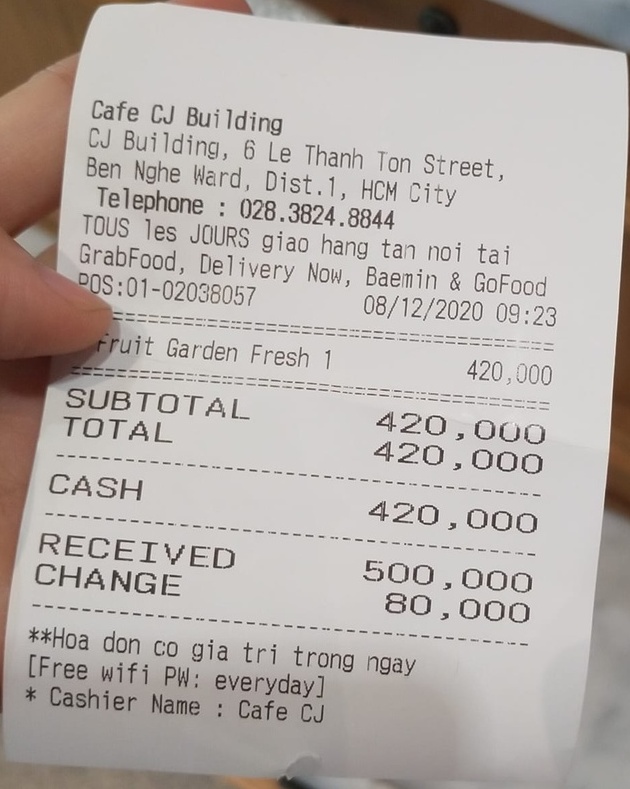 Cafe CJ Building
CJ Building, 6 Le Thanh Ton Street,
Ben Nghe Ward, Dist.1, HCM City
Telephone : 028.3824.8844
TOUS les JOURS giao hang tan noi tai
GrabFood, Delivery Now, Baemin & GoFood
POS:01-02038057 08/12/2020 09:23
Fruit Garden Fresh 1 420,000
SUBTOTAL 420,000
TOTAL 420,000
CASH 420,000
RECEIVED 500,000
CHANGE 80,000
**Hoa don co gia tri trong ngay
[Free wifi PW: everyday]
* Cashier Name : Cafe CJ